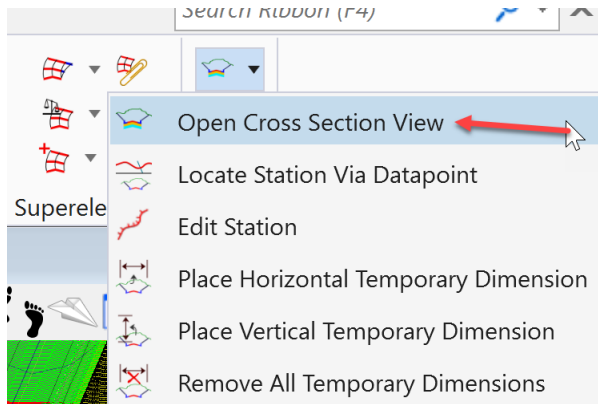 Search Ribbon (F4)
Open Cross Section View
Locate Station Via Datapoint
Superele
Edit Station
Place Horizontal Temporary Dimension
Place Vertical Temporary Dimension
Remove All Temporary Dimensions